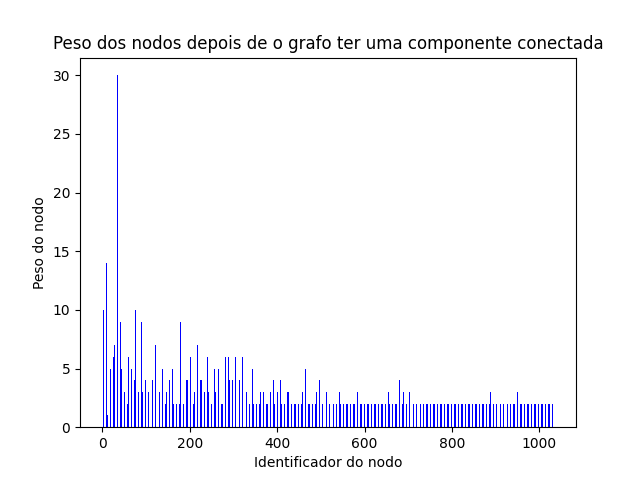 Peso dos nodos depois de o grafo ter uma componente conectada
30
25
20
15
10
5
0
Peso do nodo
0 200 400 600 800 1000
Identificador do nodo